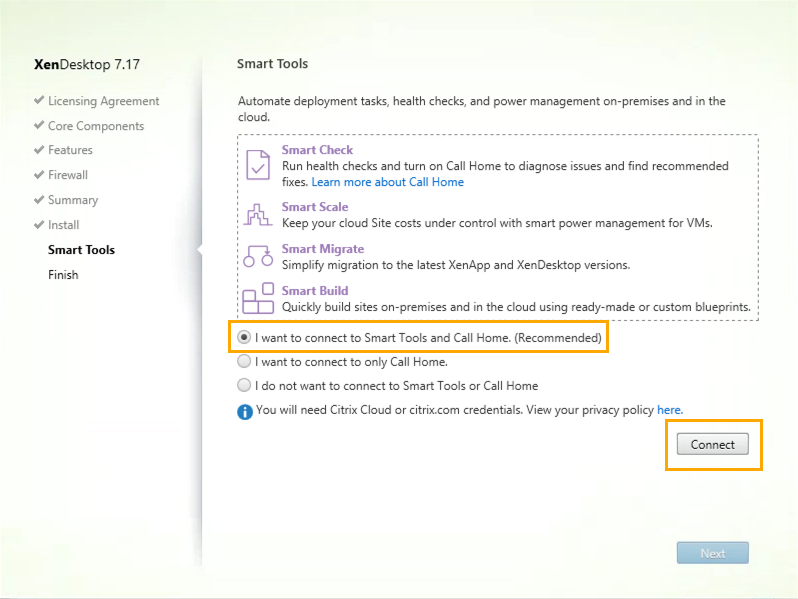 XenDesktop 7.17
Licensing Agreement
Core Components
Features
Firewall
Summary
Install
Smart Tools
Finish
Smart Tools
Automate deployment tasks, health checks, and power management on-premises and in the
cloud.
Smart Check
Run health checks and turn on Call Home to diagnose issues and find recommended
fixes. Learn more about Call Home
Smart Scale
Keep your cloud Site costs under control with smart power management for VMs.
Smart Migrate
Simplify migration to the latest XenApp and XenDesktop versions.
Smart Build
Quickly build sites on-premises and in the cloud using ready-made or custom blueprints.
I want to connect to Smart Tools and Call Home. (Recommended)
I want to connect to only Call Home.
I do not want to connect to Smart Tools or Call Home
You will need Citrix Cloud or citrix.com credentials. View your privacy policy here.
Connect
Next